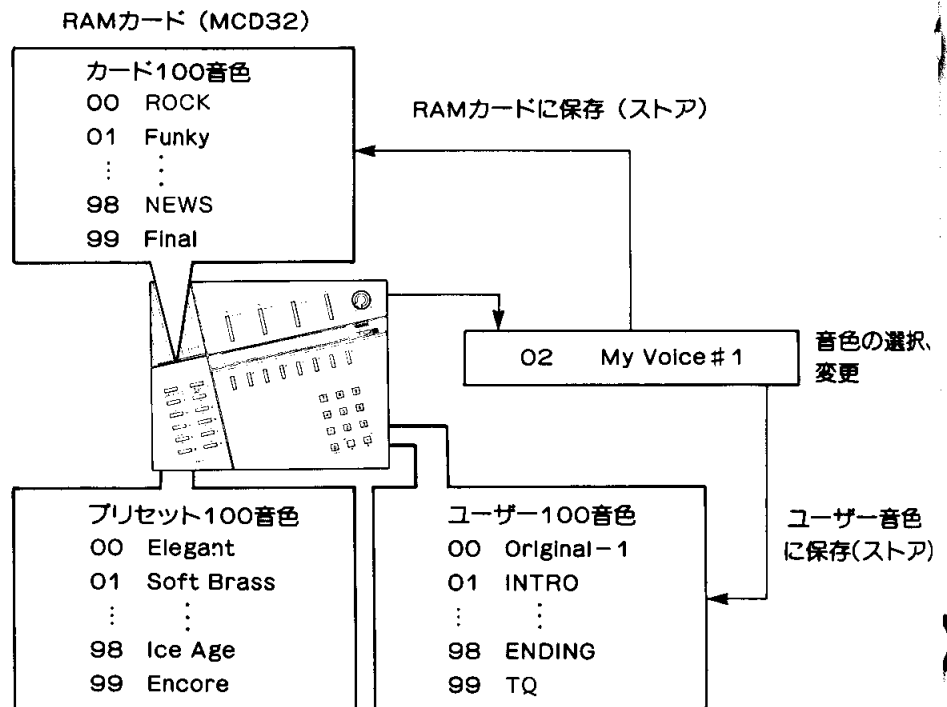 RAMカード（MCD32）
カード100音色
00 ROCK
01 Funky
⋮ ⋮
98 NEWS
99 Final
RAMカードに保存（ストア）
02 My Voice♯1
音色の選択、
変更
プリセット100音色
00 Elegant
01 Soft Brass
⋮ ⋮
98 Ice Age
99 Encore
ユーザー100音色
00 Original－1
01 INTRO
⋮ ⋮
98 ENDING
99 TQ
ユーザー音色
に保存(ストア)